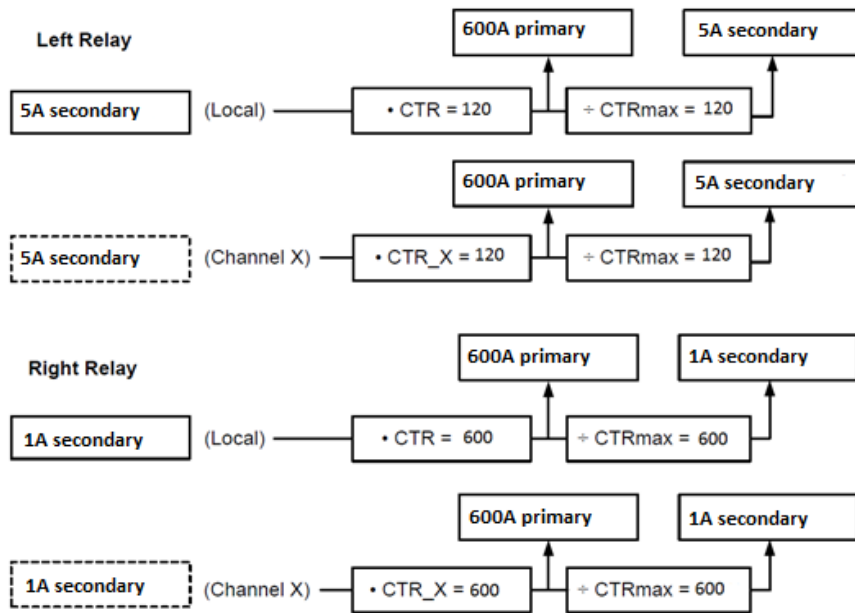 600A primary
5A secondary
Left Relay
5A secondary
(Local)
• CTR = 120
÷ CTRmax = 120
600A primary
5A secondary
5A secondary
(Channel X)
• CTR_X = 120
÷ CTRmax = 120
600A primary
1A secondary
Right Relay
1A secondary
(Local)
• CTR = 600
÷ CTRmax = 600
600A primary
1A secondary
1A secondary
(Channel X)
• CTR_X = 600
÷ CTRmax = 600